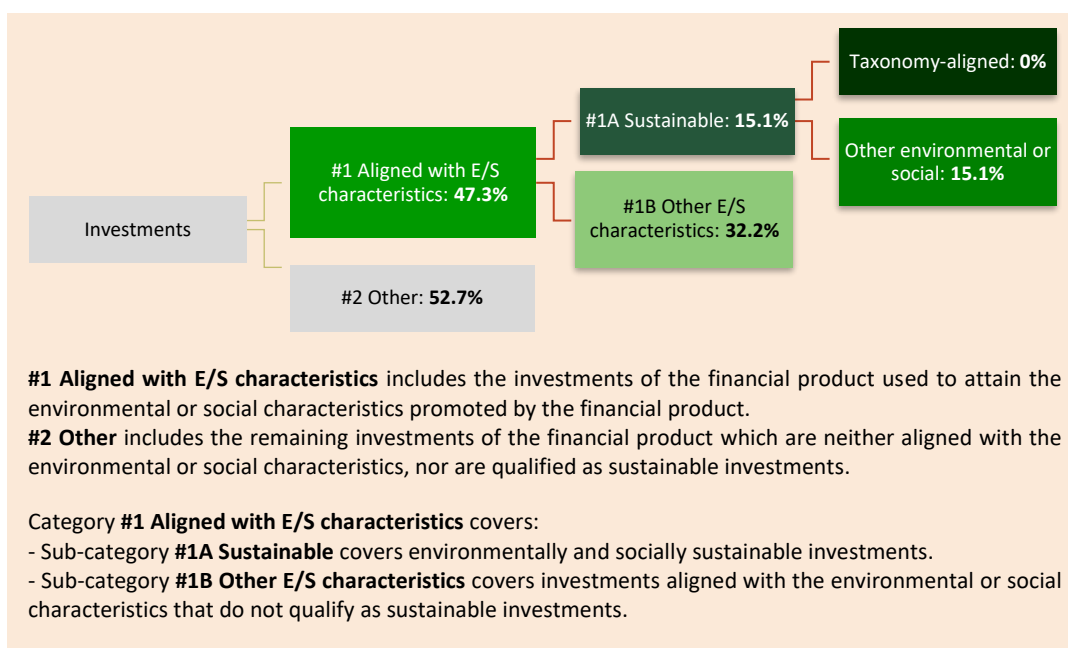 Taxonomy-aligned: 0%
#1A Sustainable: 15.1%
#1 Aligned with E/S
characteristics: 47.3%
Other environmental or
social: 15.1%
#1B Other E/S
characteristics: 32.2%
Investments
#2 Other: 52.7%
#1 Aligned with E/S characteristics includes the investments of the financial product used to attain the
environmental or social characteristics promoted by the financial product.
#2 Other includes the remaining investments of the financial product which are neither aligned with the
environmental or social characteristics, nor are qualified as sustainable investments.
Category #1 Aligned with E/S characteristics covers:
- Sub-category #1A Sustainable covers environmentally and socially sustainable investments.
- Sub-category #1B Other E/S characteristics covers investments aligned with the environmental or social
characteristics that do not qualify as sustainable investments.